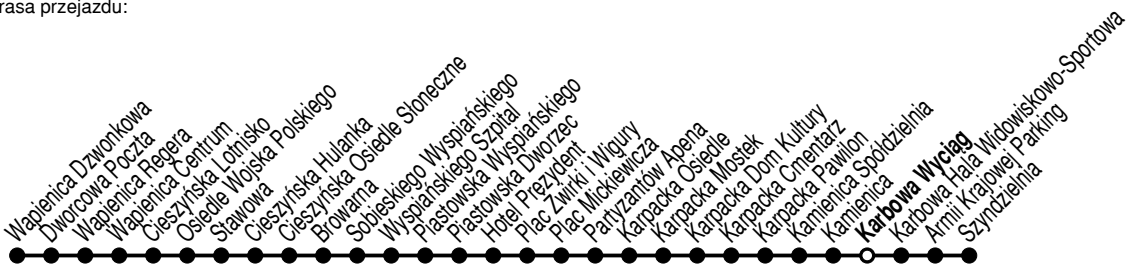 rasa przejazdu:
Wapienica Dzwonkowa
Dworcowa Poczta
Wapienica Regera
Wapienica Centrum
Cieszyńska Lotnisko
Osiedle Wojska Polskiego
Stawowa
Cieszyńska Hulanka
Cieszyńska Osiedle Słoneczne
Browarna
Sobieskiego Wyspiańskiego
Wyspiańskiego Szpital
Piastowska Wyspiańskiego
Piastowska Dworzec
Hotel Prezydent
Plac Żwirki i Wigury
Plac Mickiewicza
Partyzantów Apena
Karpacka Osiedle
Karpacka Mostek
Karpacka Dom Kultury
Karpacka Cmentarz
Karpacka Pawilon
Kamienica Spółdzielnia
Kamienica
Karbowa Wyciąg
Karbowa Hala Widowiskowo-Sportowa
Armii Krajowej Parking
Szyndzielnia